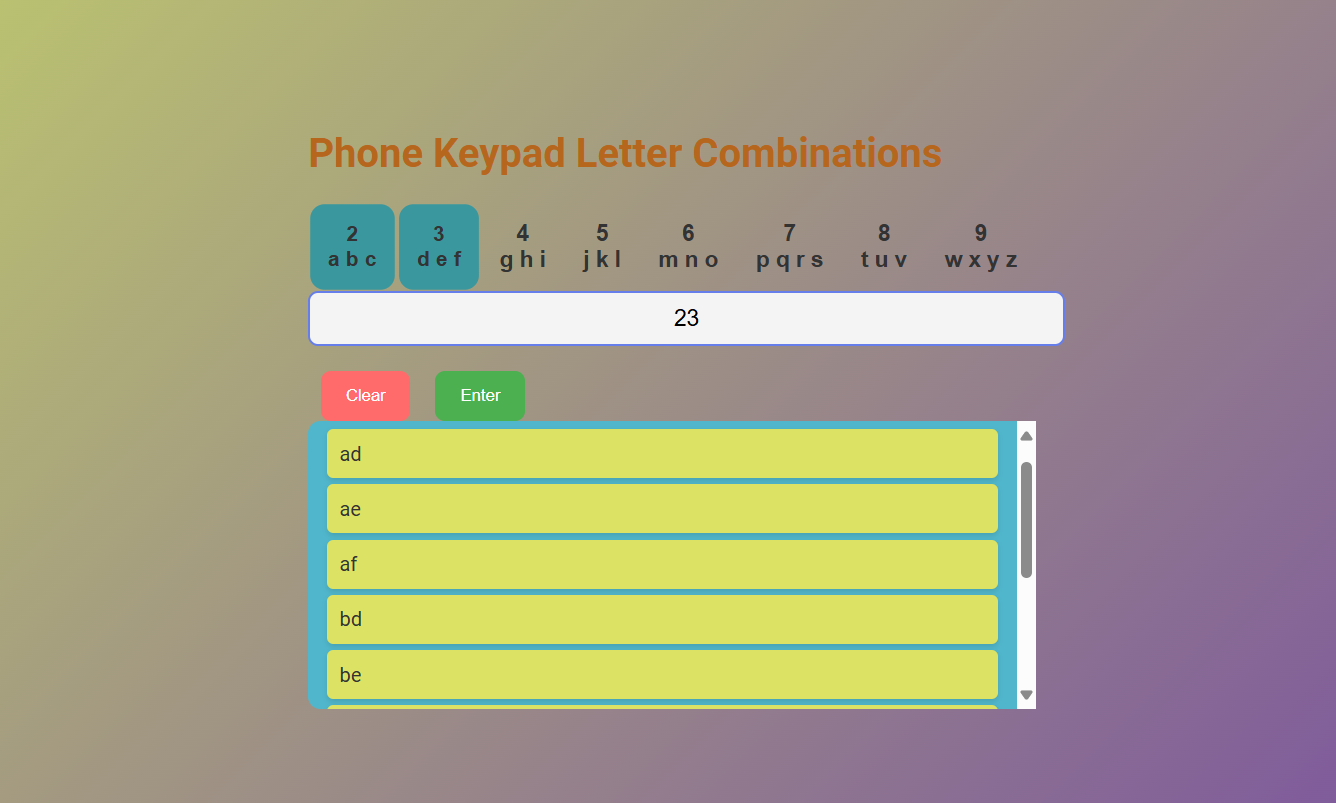 Phone Keypad Letter Combinations
2 3 4 5 6 7 8 9
a b c d e f g h i j k l m n o p q r s t u v w x y z
23
Clear Enter
ad
ae
af
bd
be